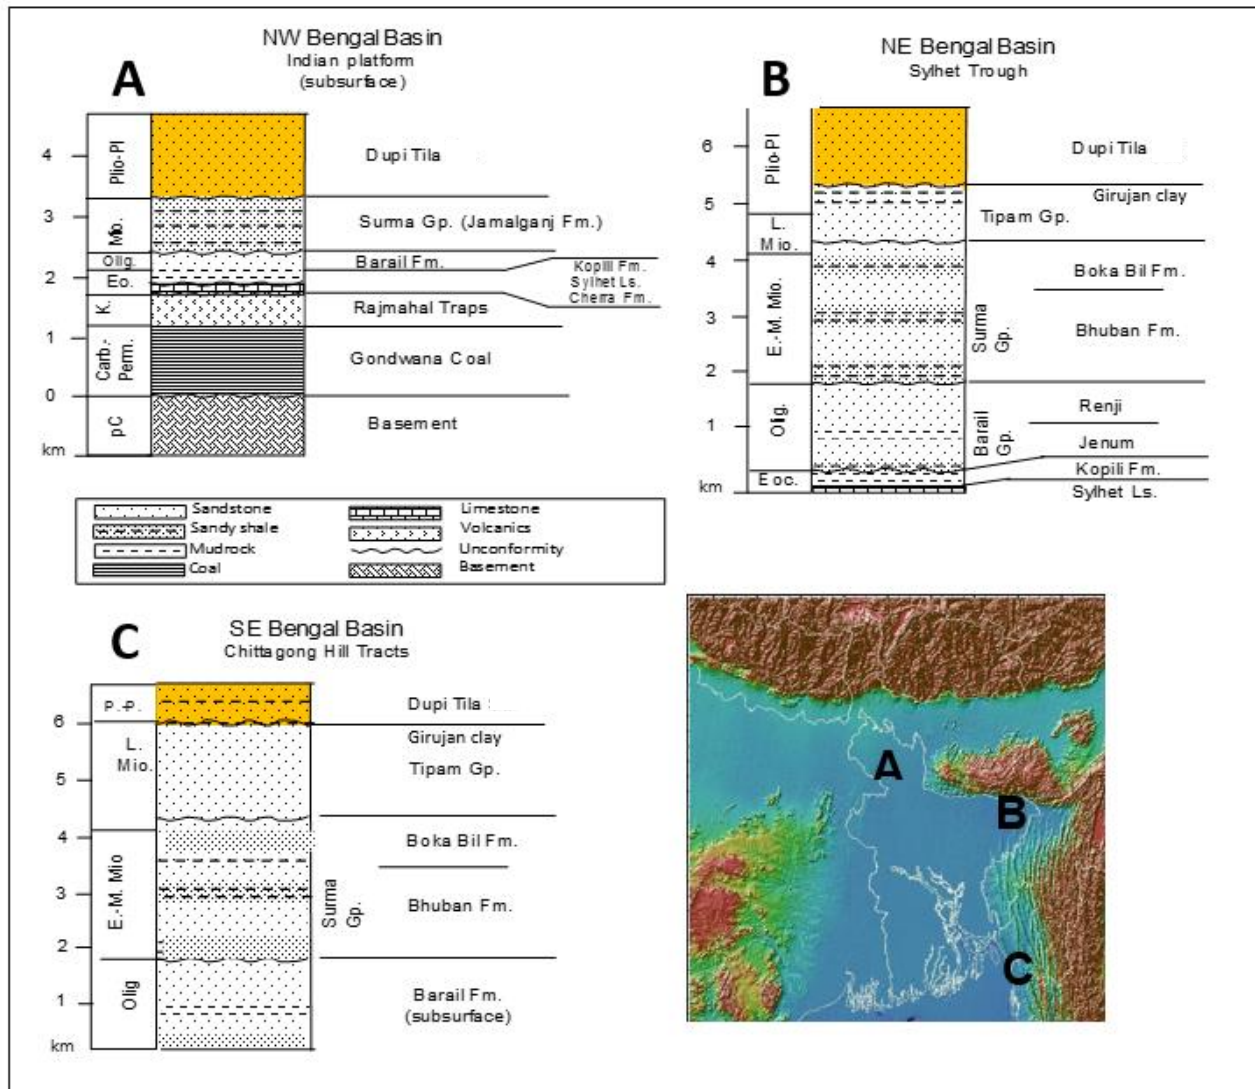 NW Bengal Basin
Indian platform
(subsurface)
A
4
3
2
1
0
km
Plio-Pl
Mio.
Olig.
Eo.
K.
Carb.-
Perm.
pC
Dupi Tila
Surma Gp. (Jamalganj Fm.)
Barail Fm.
Kopili Fm.
Sylhet Ls.
Cherra Fm.
Rajmahal Traps
Gondwana Coal
Basement
NE Bengal Basin
Sylhet Trough
B
6
5
4
3
2
1
km
Plio-Pl
L.
Mio.
E.-M. Mio.
Olig.
Eoc.
Dupi Tila
Girujan clay
Tipam Gp.
Boka Bil Fm.
Surma
Gp.
Bhuban Fm.
Renji
Barail
Gp.
Jenum
Kopili Fm.
Sylhet Ls.
Sandstone
Sandy shale
Mudrock
Coal
Limestone
Volcanics
Unconformity
Basement
C
SE Bengal Basin
Chittagong Hill Tracts
6
5
4
3
2
1
km
P.-P.
L.
Mio.
E.-M. Mio
Olig
Dupi Tila
Girujan clay
Tipam Gp.
Boka Bil Fm.
Surma
Gp.
Bhuban Fm.
Barail Fm.
(subsurface)
A
B
C